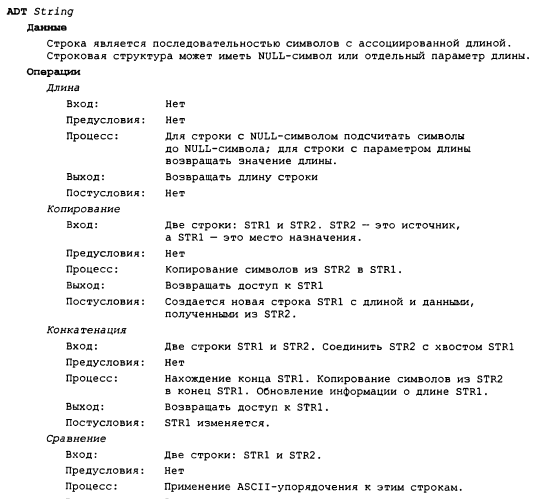 ADT String
Данные
Строка является последовательностью символов с ассоциированной длиной.
Строковая структура может иметь NULL-символ или отдельный параметр длины.
Операции
Длина
Вход: Нет
Предусловия: Нет
Процесс: Для строки с NULL-символом подсчитать символы
до NULL-символа; для строки с параметром длины
возвращать значение длины.
Выход: Возвращать длину строки
Постусловия: Нет
Копирование
Вход: Две строки: STR1 и STR2. STR2 — это источник,
а STR1 — это место назначения.
Предусловия: Нет
Процесс: Копирование символов из STR2 в STR1.
Выход: Возвращать доступ к STR1
Постусловия: Создается новая строка STR1 с длиной и данными,
полученными из STR2.
Конкатенация
Вход: Две строки STR1 и STR2. Соединить STR2 с хвостом STR1
Предусловия: Нет
Процесс: Нахождение конца STR1. Копирование символов из STR2
в конец STR1. Обновление информации о длине STR1.
Выход: Возвращать доступ к STR1.
Постусловия: STR1 изменяется.
Сравнение
Вход: Две строки: STR1 и STR2.
Предусловия: Нет
Процесс: Применение ASCII-упорядочения к этим строкам.